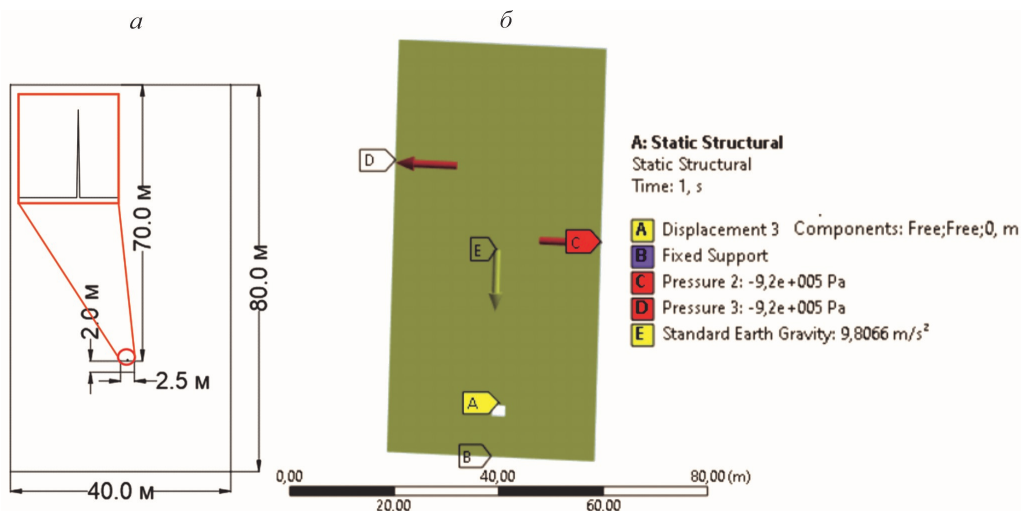 а
б
70.0 м
80.0 м
2.0 м
2.5 м
40.0 м
D
C
E
A
B
A: Static Structural
Static Structural
Time: 1, s
A Displacement 3 Components: Free;Free;0, m
B Fixed Support
C Pressure 2: -9,2e+005 Pa
D Pressure 3: -9,2e+005 Pa
E Standard Earth Gravity: 9,8066 m/s²
0,00 40,00 80,00 (m)
20,00 60,00